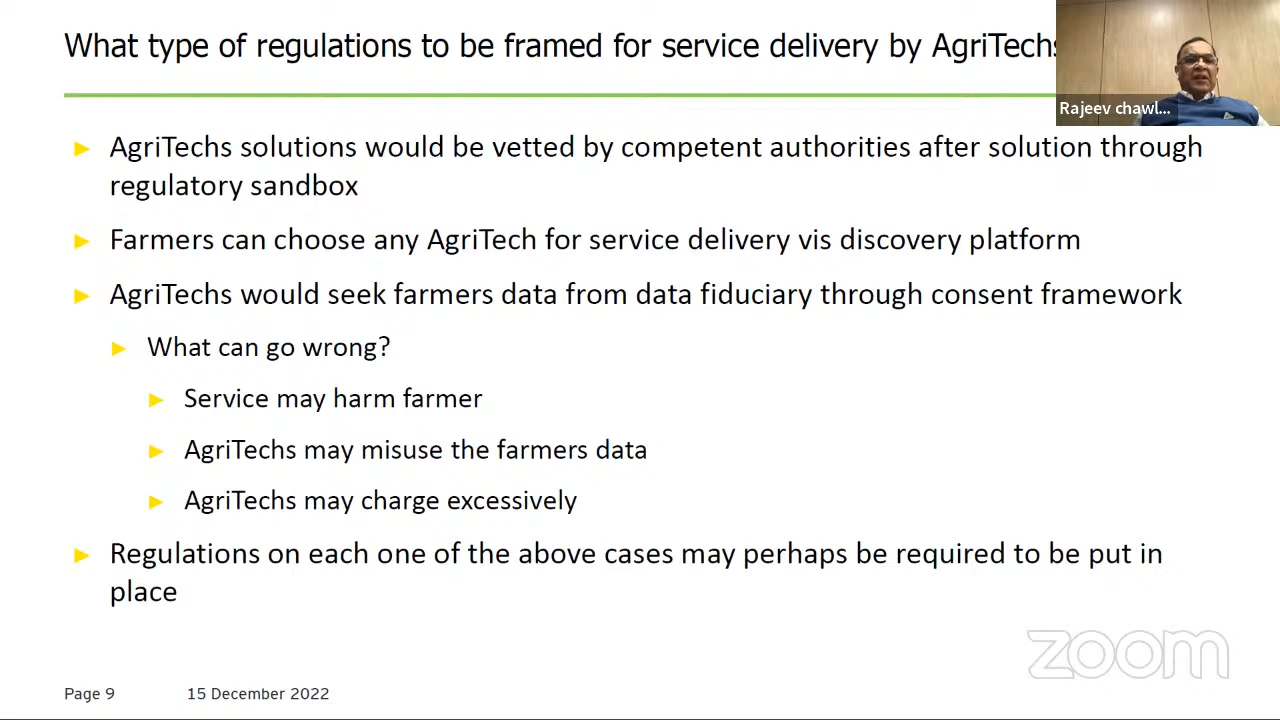 What type of regulations to be framed for service delivery by AgriTechs
Rajeev chawl...
► AgriTechs solutions would be vetted by competent authorities after solution through
regulatory sandbox
► Farmers can choose any AgriTech for service delivery vis discovery platform
► AgriTechs would seek farmers data from data fiduciary through consent framework
► What can go wrong?
► Service may harm farmer
► AgriTechs may misuse the farmers data
► AgriTechs may charge excessively
► Regulations on each one of the above cases may perhaps be required to be put in
place
zoom
Page 9 15 December 2022